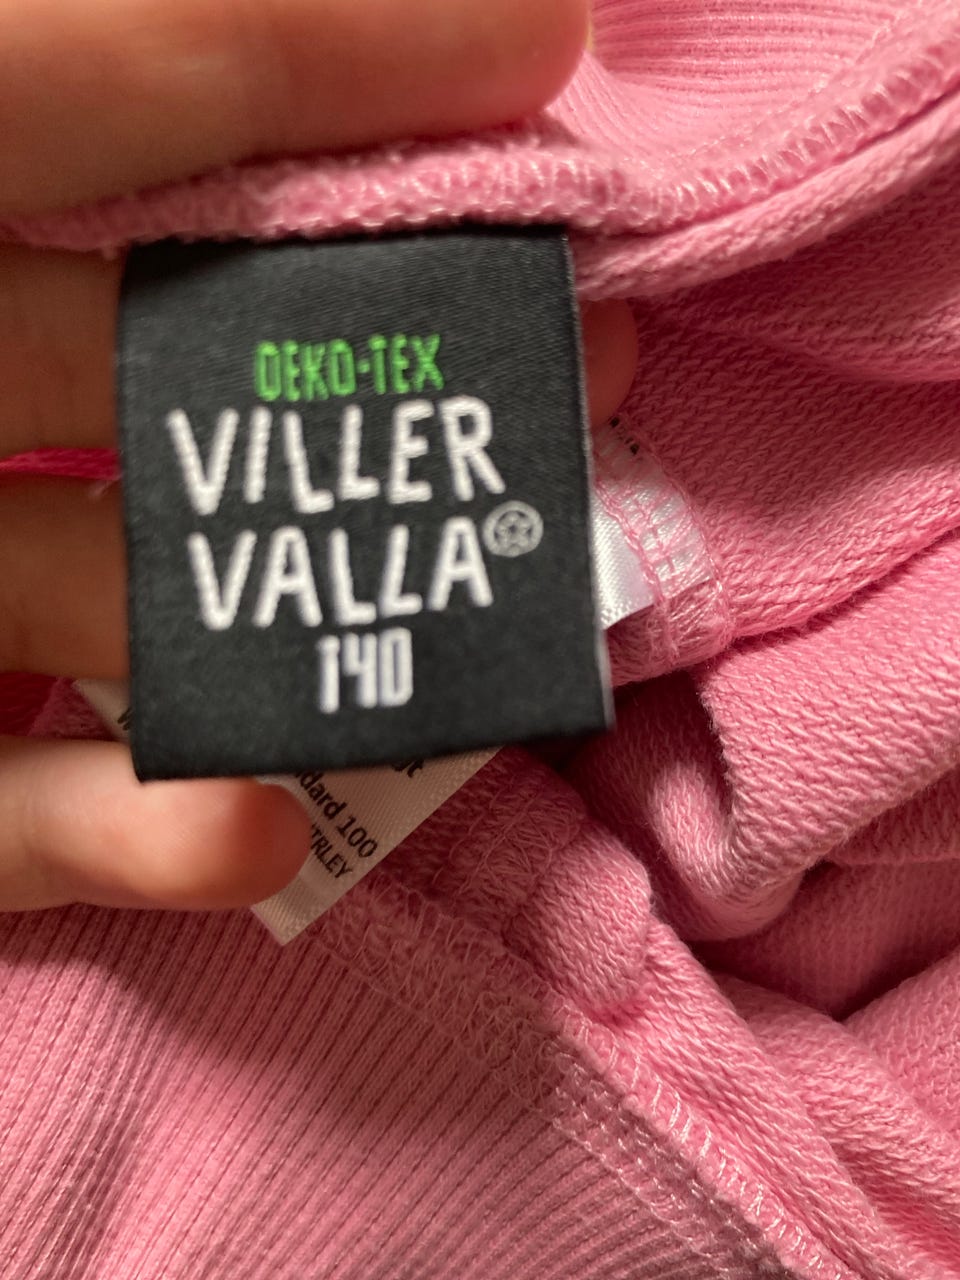 OEKO-TEX
VILLER
VALLA
140
dard 100